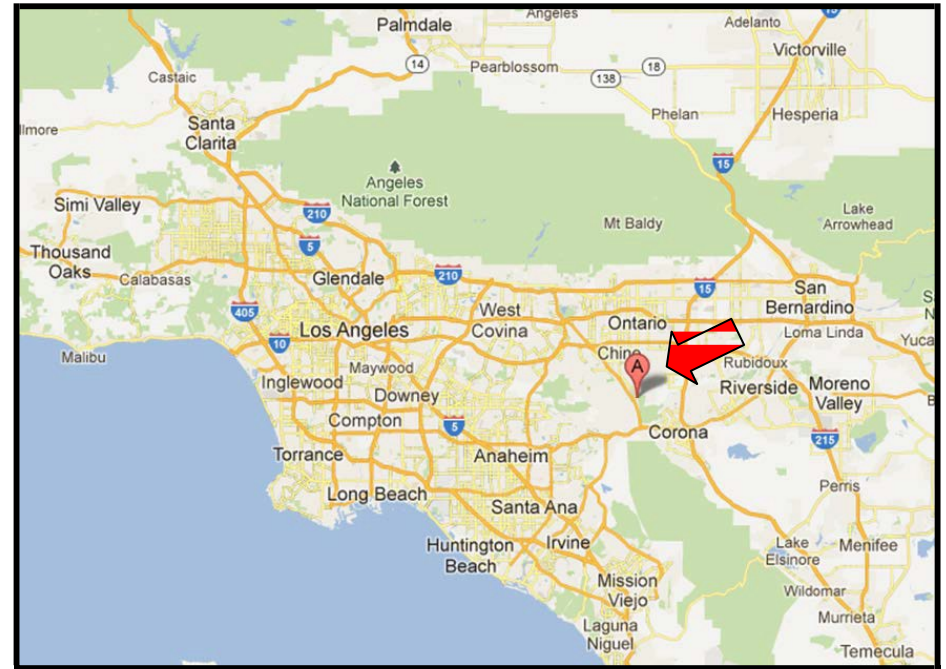 Angeles
15
Palmdale
Adelanto
Victorville
14
Pearblossom
138
18
Castaic
Phelan
Hesperia
llmore
Santa
Clarita
15
Angeles
National Forest
Simi Valley
210
Mt Baldy
Lake
Arrowhead
Thousand
Oaks
5
Calabasas
Glendale
210
15
San
Bernardino
405
West
Covina
Ontario
Los Angeles
Loma Linda
Yuca
10
Malibu
Maywood
Chino
A
Rubidoux
Inglewood
Downey
Riverside
Moreno
Valley
Compton
5
Corona
215
Torrance
Anaheim
Long Beach
Perris
Santa Ana
Huntington
Beach
Irvine
Lake
Elsinore
Menifee
Mission
Viejo
Wildomar
Laguna
Niguel
Murrieta
Temecula